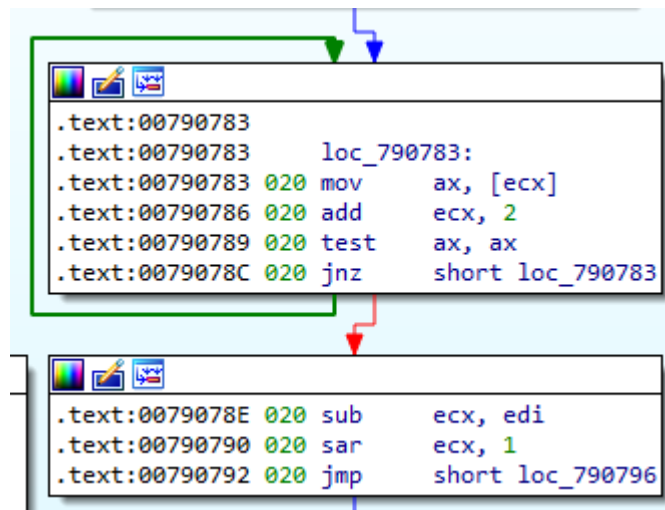 .text:00790783
.text:00790783 loc_790783:
.text:00790783 020 mov ax, [ecx]
.text:00790786 020 add ecx, 2
.text:00790789 020 test ax, ax
.text:0079078C 020 jnz short loc_790783
.text:0079078E 020 sub ecx, edi
.text:00790790 020 sar ecx, 1
.text:00790792 020 jmp short loc_790796